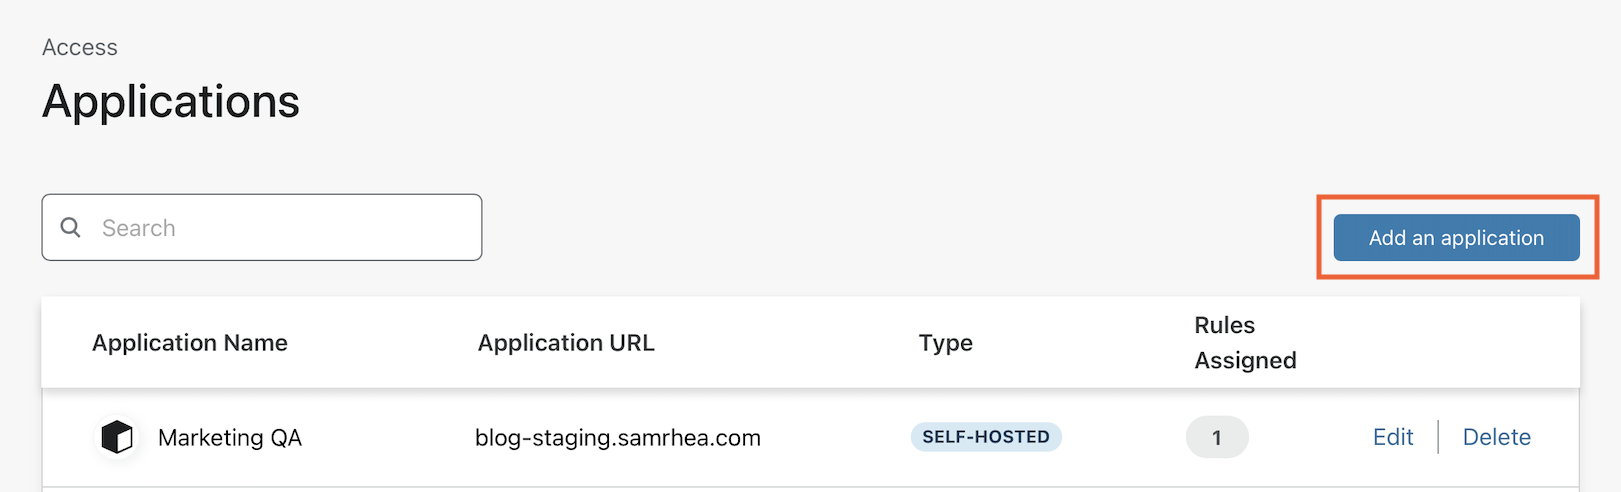 Access
Applications
Search
Add an application
Application Name
Application URL
Type
Rules
Assigned
Marketing QA
blog-staging.samrhea.com
SELF-HOSTED
1
Edit
Delete